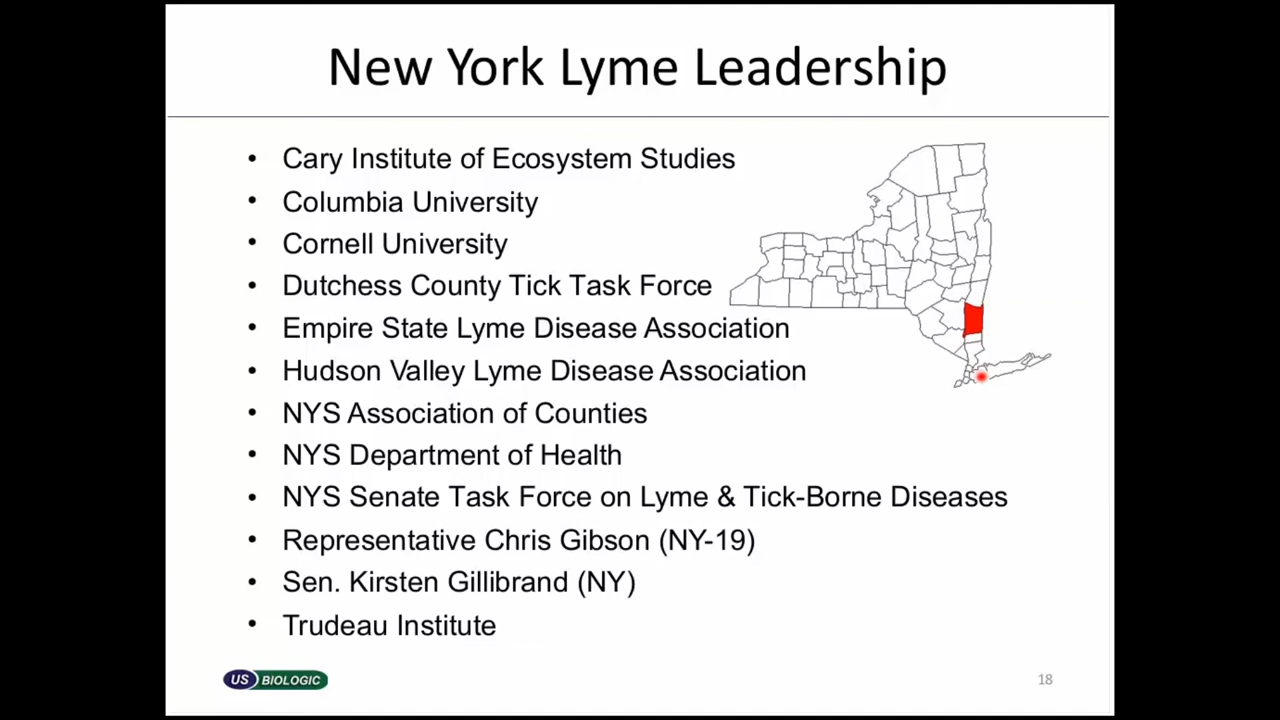 New York Lyme Leadership
• Cary Institute of Ecosystem Studies
• Columbia University
• Cornell University
• Dutchess County Tick Task Force
• Empire State Lyme Disease Association
• Hudson Valley Lyme Disease Association
• NYS Association of Counties
• NYS Department of Health
• NYS Senate Task Force on Lyme & Tick-Borne Diseases
• Representative Chris Gibson (NY-19)
• Sen. Kirsten Gillibrand (NY)
• Trudeau Institute
US BIOLOGIC
18